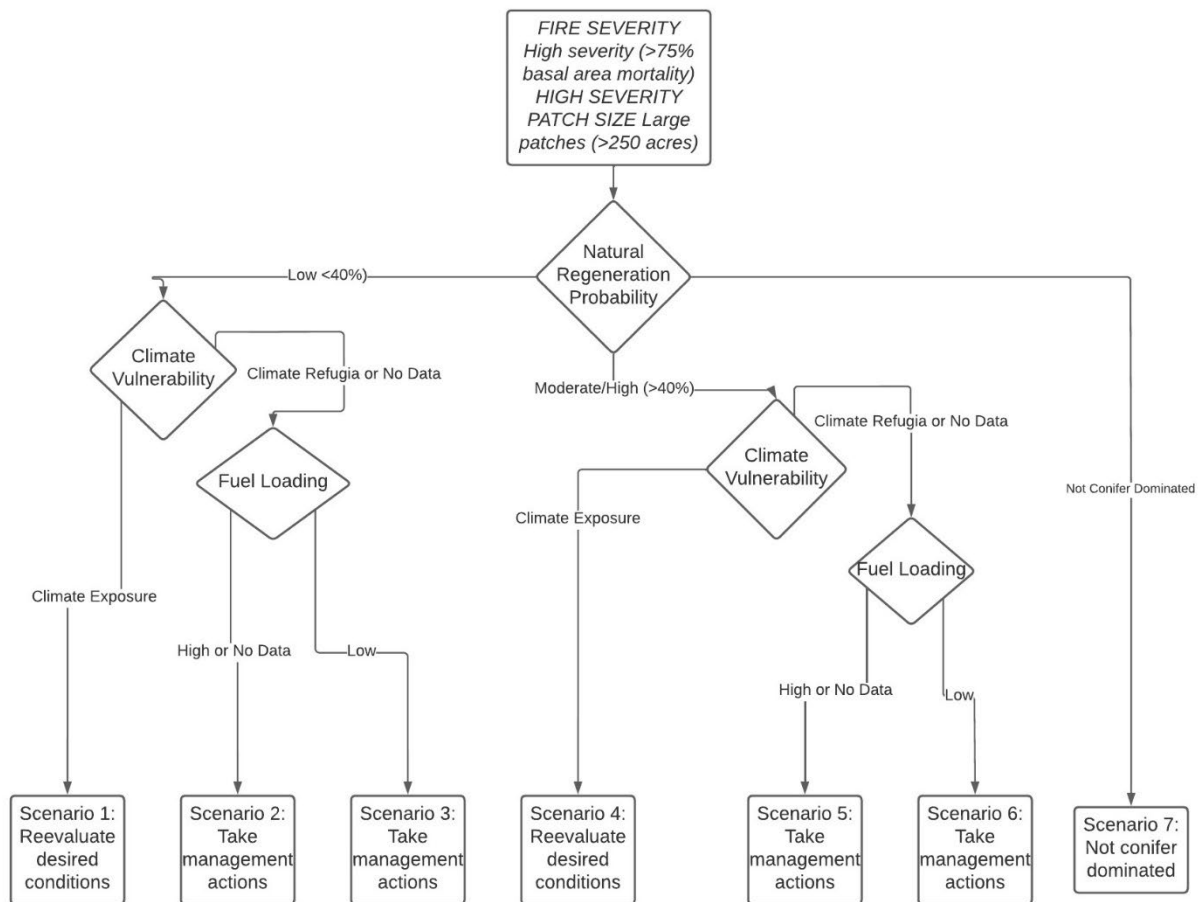 FIRE SEVERITY
High severity (>75%
basal area mortality)
HIGH SEVERITY
PATCH SIZE Large
patches (>250 acres)
Natural
Regeneration
Probability
Low <40%)
Climate
Vulnerability
Climate Refugia or No Data
Moderate/High (>40%)
Climate Refugia or No Data
Climate
Vulnerability
Fuel Loading
Not Conifer Dominated
Climate Exposure
Fuel Loading
Climate Exposure
High or No Data
Low
High or No Data
Low
Scenario 1:
Reevaluate
desired
conditions
Scenario 2:
Take
management
actions
Scenario 3:
Take
management
actions
Scenario 4:
Reevaluate
desired
conditions
Scenario 5:
Take
management
actions
Scenario 6:
Take
management
actions
Scenario 7:
Not conifer
dominated